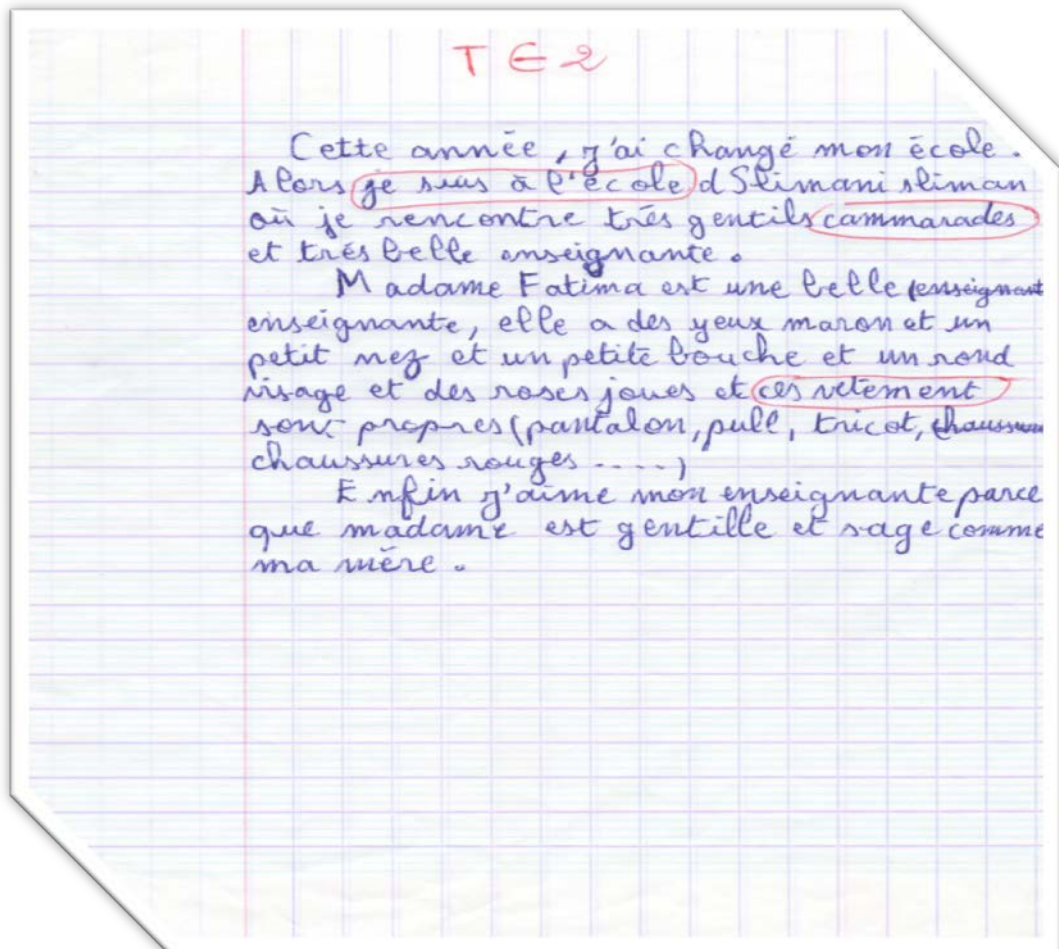 T E 2
Cette année, j'ai changé mon école.
Alors je suis à l'école d Slimani sliman
où je rencontre trés gentils cammarades
et trés belle enseignante.
Madame Fatima est une belle enseignant
enseignante, elle a des yeux maron et un
petit nez et un petite bouche et un rond
visage et des roses joues et ces vetement
sont propres (pantalon, pull, tricot, chaussure
chaussures rouges .....)
Enfin j'aime mon enseignante parce
que madame est gentille et sage comme
ma mère.